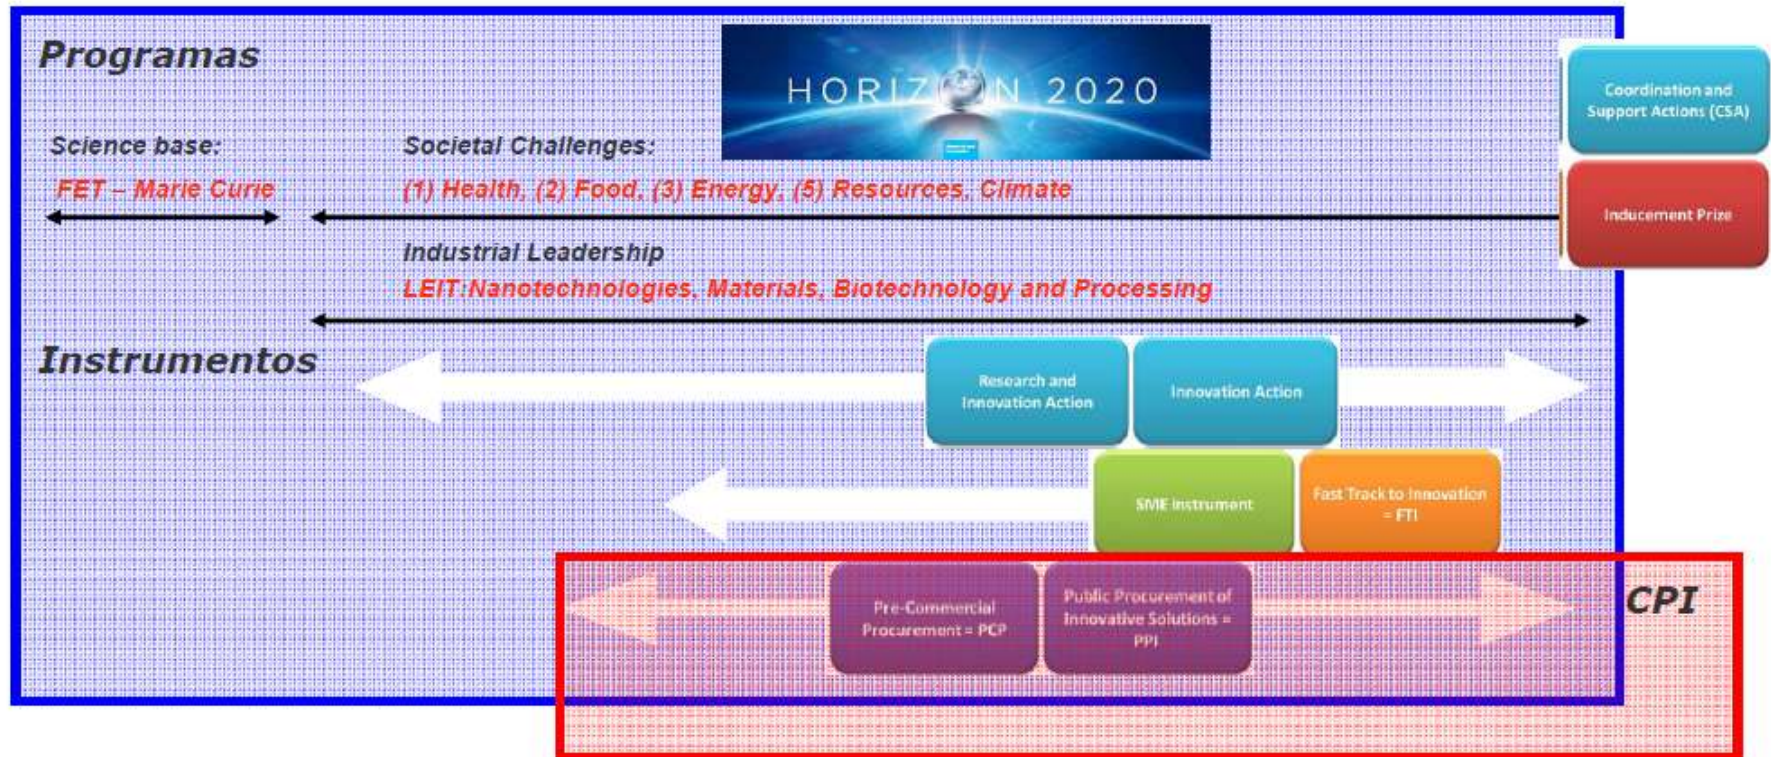 Programas
HORIZON 2020
Coordination and
Support Actions (CSA)
Science base:
Societal Challenges:
FET – Marie Curie
(1) Health, (2) Food, (3) Energy, (5) Resources, Climate
Inducement Prize
Industrial Leadership
LEIT:Nanotechnologies, Materials, Biotechnology and Processing
Instrumentos
Research and
Innovation Action
Innovation Action
SME instrument
Fast Track to Innovation
= FTI
Pre-Commercial
Procurement = PCP
Public Procurement of
Innovative Solutions =
PPI
CPI